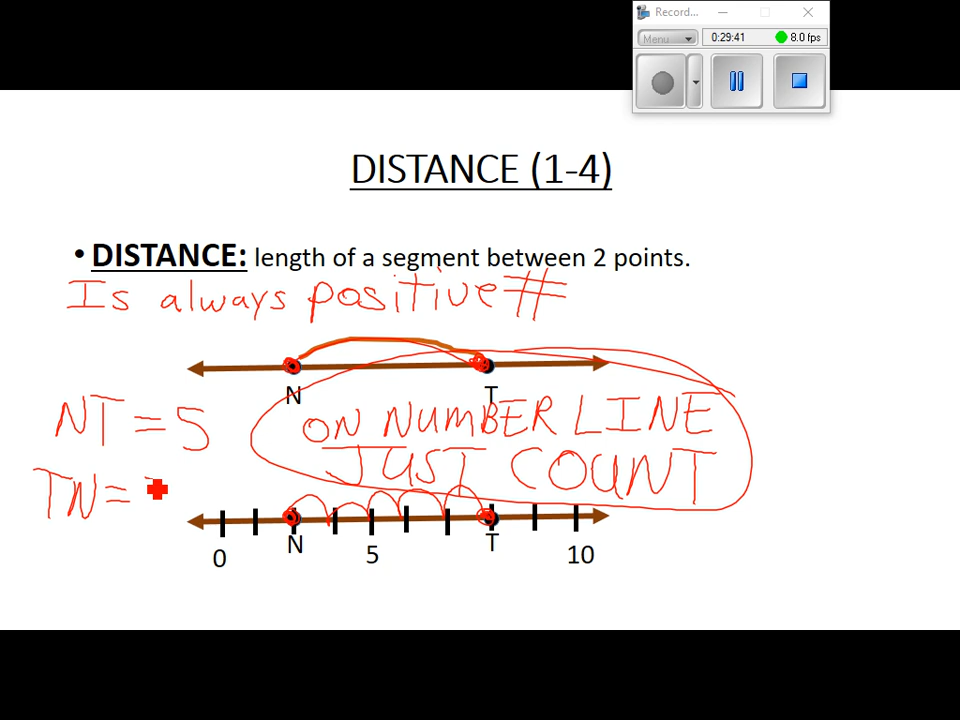 Record...
Menu
0:29:41
8.0 fps
DISTANCE (1-4)
• DISTANCE: length of a segment between 2 points.
Is always positive #
N T
NT = 5
ON NUMBER LINE
JUST COUNT
TN =
N T
0 5 10